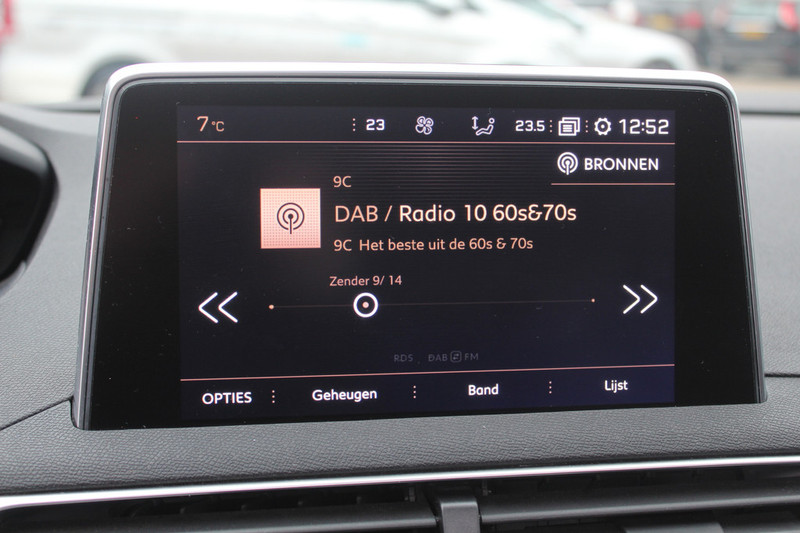 7°C 23 23.5 12:52
BRONNEN
9C
DAB / Radio 10 60s&70s
9C Het beste uit de 60s & 70s
Zender 9/ 14
RDS DAB FM
OPTIES Geheugen Band Lijst